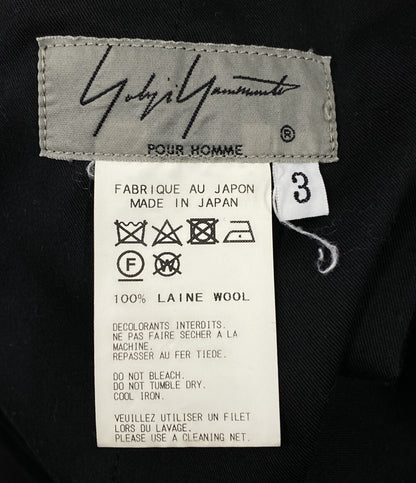 Yohji Yamamoto
®
POUR HOMME
3
FABRIQUE AU JAPON
MADE IN JAPAN
F W
100% LAINE WOOL
DECOLORANTS INTERDITS.
NE PAS FAIRE SECHER A LA
MACHINE.
REPASSER AU FER TIEDE.
DO NOT BLEACH.
DO NOT TUMBLE DRY.
COOL IRON.
VEUILLEZ UTILISER UN FILET
LORS DU LAVAGE.
PLEASE USE A CLEANING NET.